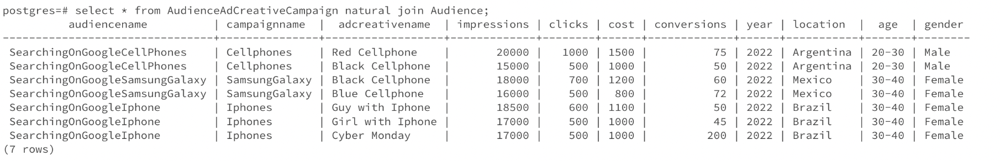 postgres=# select * from AudienceAdCreativeCampaign natural join Audience;
          audiencename          | campaignname  |  adcreativename  | impressions | clicks | cost | conversions | year | location  |  age  | gender
--------------------------------+---------------+------------------+-------------+--------+------+-------------+------+-----------+-------+--------
 SearchingOnGoogleCellPhones    | Cellphones    | Red Cellphone    |       20000 |   1000 | 1500 |          75 | 2022 | Argentina | 20-30 | Male
 SearchingOnGoogleCellPhones    | Cellphones    | Black Cellphone  |       15000 |    500 | 1000 |          50 | 2022 | Argentina | 20-30 | Male
 SearchingOnGoogleSamsungGalaxy | SamsungGalaxy | Black Cellphone  |       18000 |    700 | 1200 |          60 | 2022 | Mexico    | 30-40 | Female
 SearchingOnGoogleSamsungGalaxy | SamsungGalaxy | Blue Cellphone   |       16000 |    500 |  800 |          72 | 2022 | Mexico    | 30-40 | Female
 SearchingOnGoogleIphone        | Iphones       | Guy with Iphone  |       18500 |    600 | 1100 |          50 | 2022 | Brazil    | 30-40 | Female
 SearchingOnGoogleIphone        | Iphones       | Girl with Iphone |       17000 |    500 | 1000 |          45 | 2022 | Brazil    | 30-40 | Female
 SearchingOnGoogleIphone        | Iphones       | Cyber Monday     |       17000 |    500 | 1000 |         200 | 2022 | Brazil    | 30-40 | Female
(7 rows)